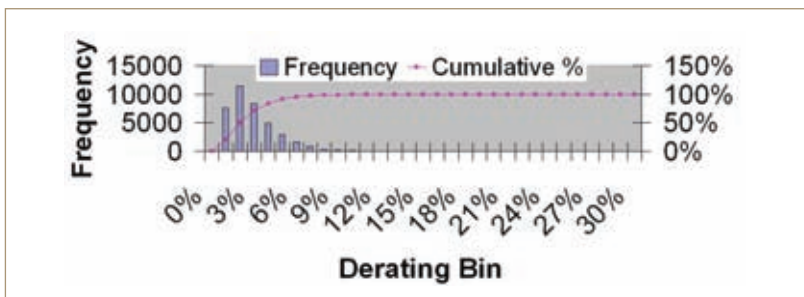 Frequency Cumulative %
Frequency
15000
10000
5000
0
150%
100%
50%
0%
0% 3% 6% 9% 12% 15% 18% 21% 24% 27% 30%
Derating Bin